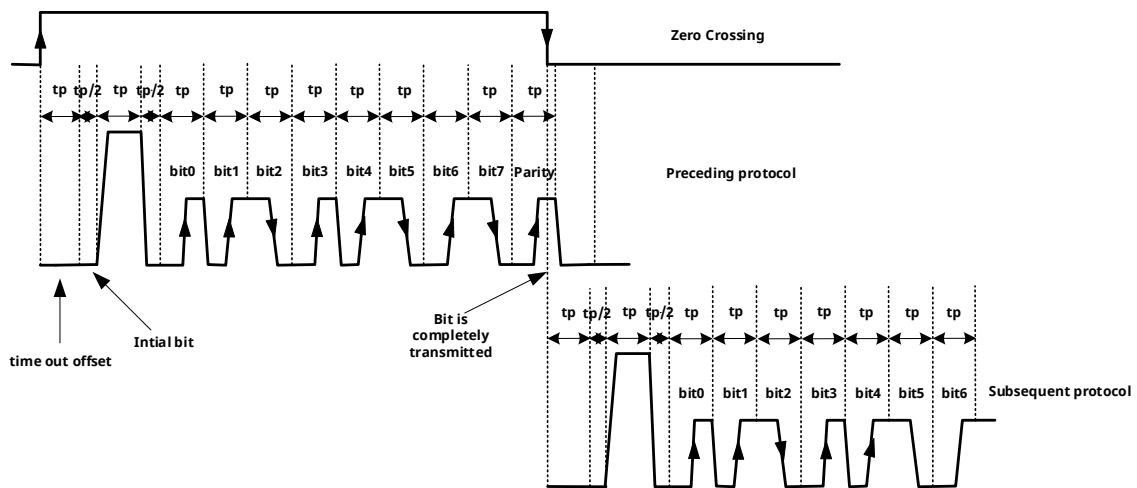 Zero Crossing
tp tp/2 tp tp/2 tp tp tp tp tp tp tp tp
bit0 bit1 bit2 bit3 bit4 bit5 bit6 bit7 Parity
Preceding protocol
time out offset
Intial bit
Bit is
completely
transmitted
tp tp/2 tp tp/2 tp tp tp tp tp tp tp
bit0 bit1 bit2 bit3 bit4 bit5 bit6
Subsequent protocol